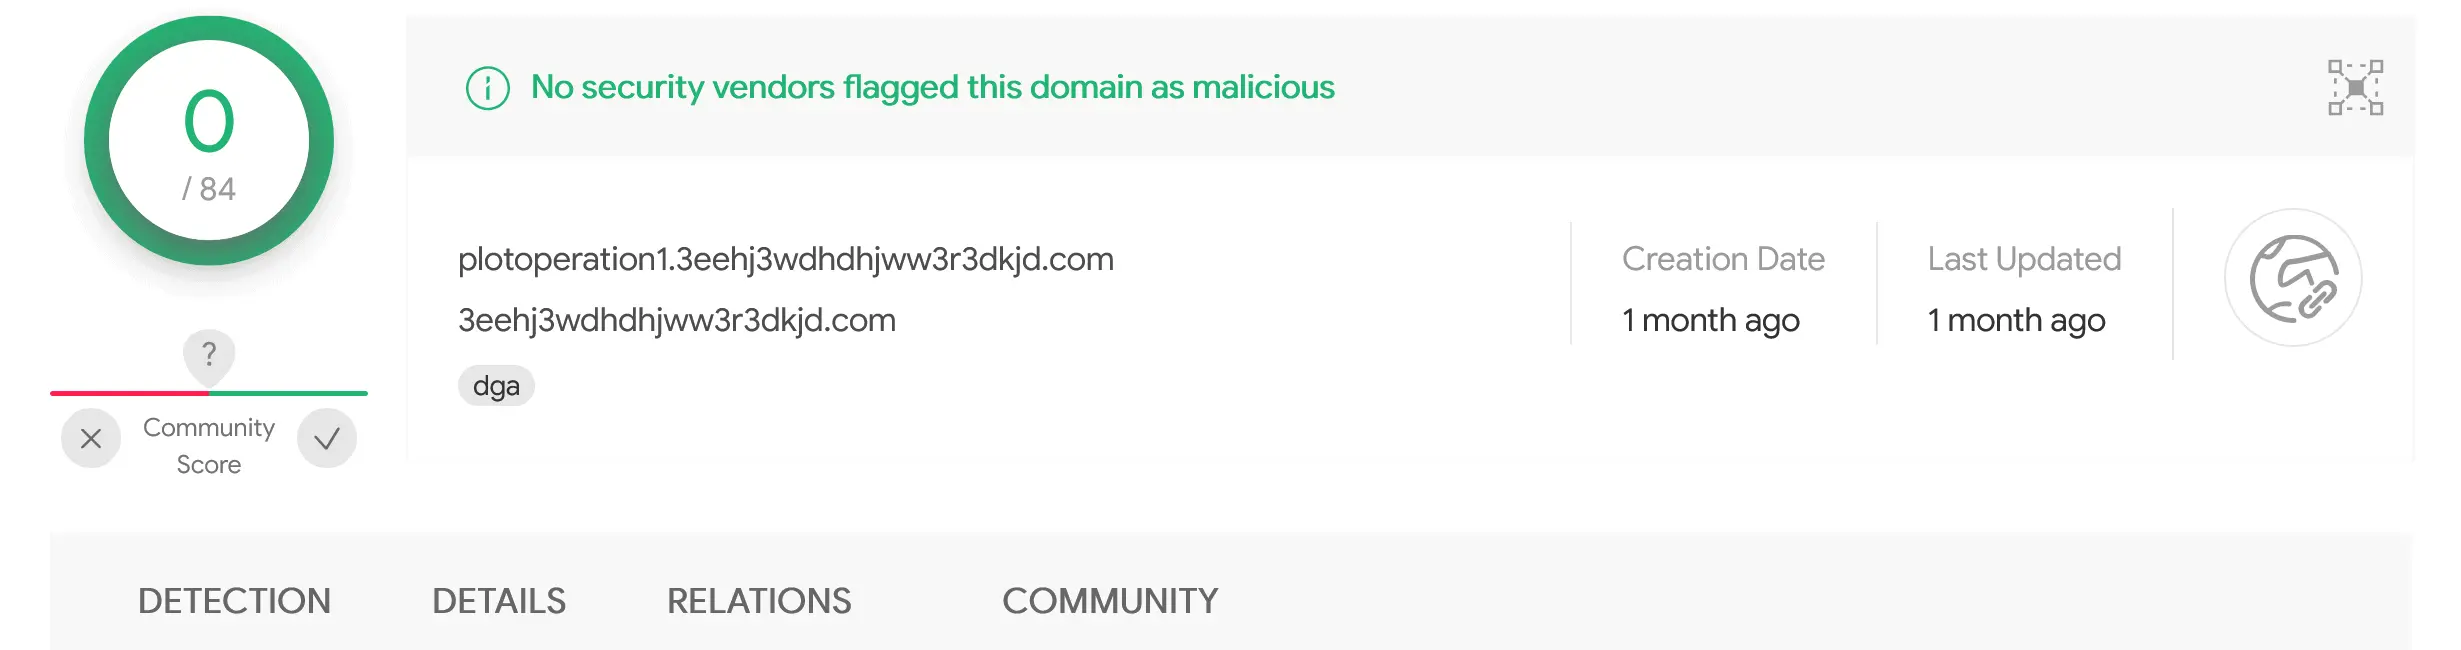 0
/ 84
?
Community
Score
No security vendors flagged this domain as malicious
plotoperation1.3eehj3wdhdhjww3r3dkjd.com
3eehj3wdhdhjww3r3dkjd.com
dga
Creation Date
1 month ago
Last Updated
1 month ago
DETECTION DETAILS RELATIONS COMMUNITY